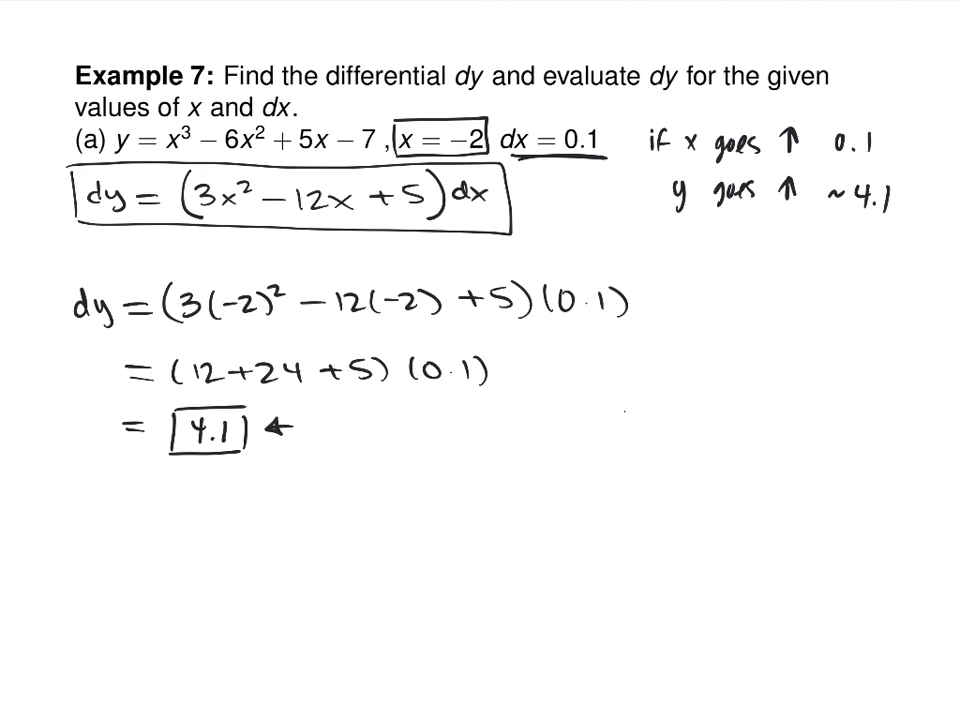 Example 7: Find the differential dy and evaluate dy for the given
values of x and dx.
(a) y = x³ − 6x² + 5x − 7 , x = −2 dx = 0.1
if x goes ↑ 0.1
dy = (3x² − 12x + 5) dx
y goes ↑ ~ 4.1
dy = (3(−2)² − 12(−2) + 5) (0.1)
= (12 + 24 + 5) (0.1)
= 4.1 ←